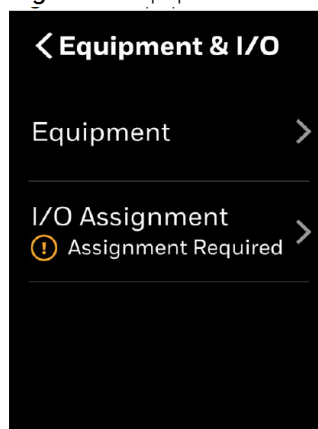 Equipment & I/O
Equipment
I/O Assignment
Assignment Required